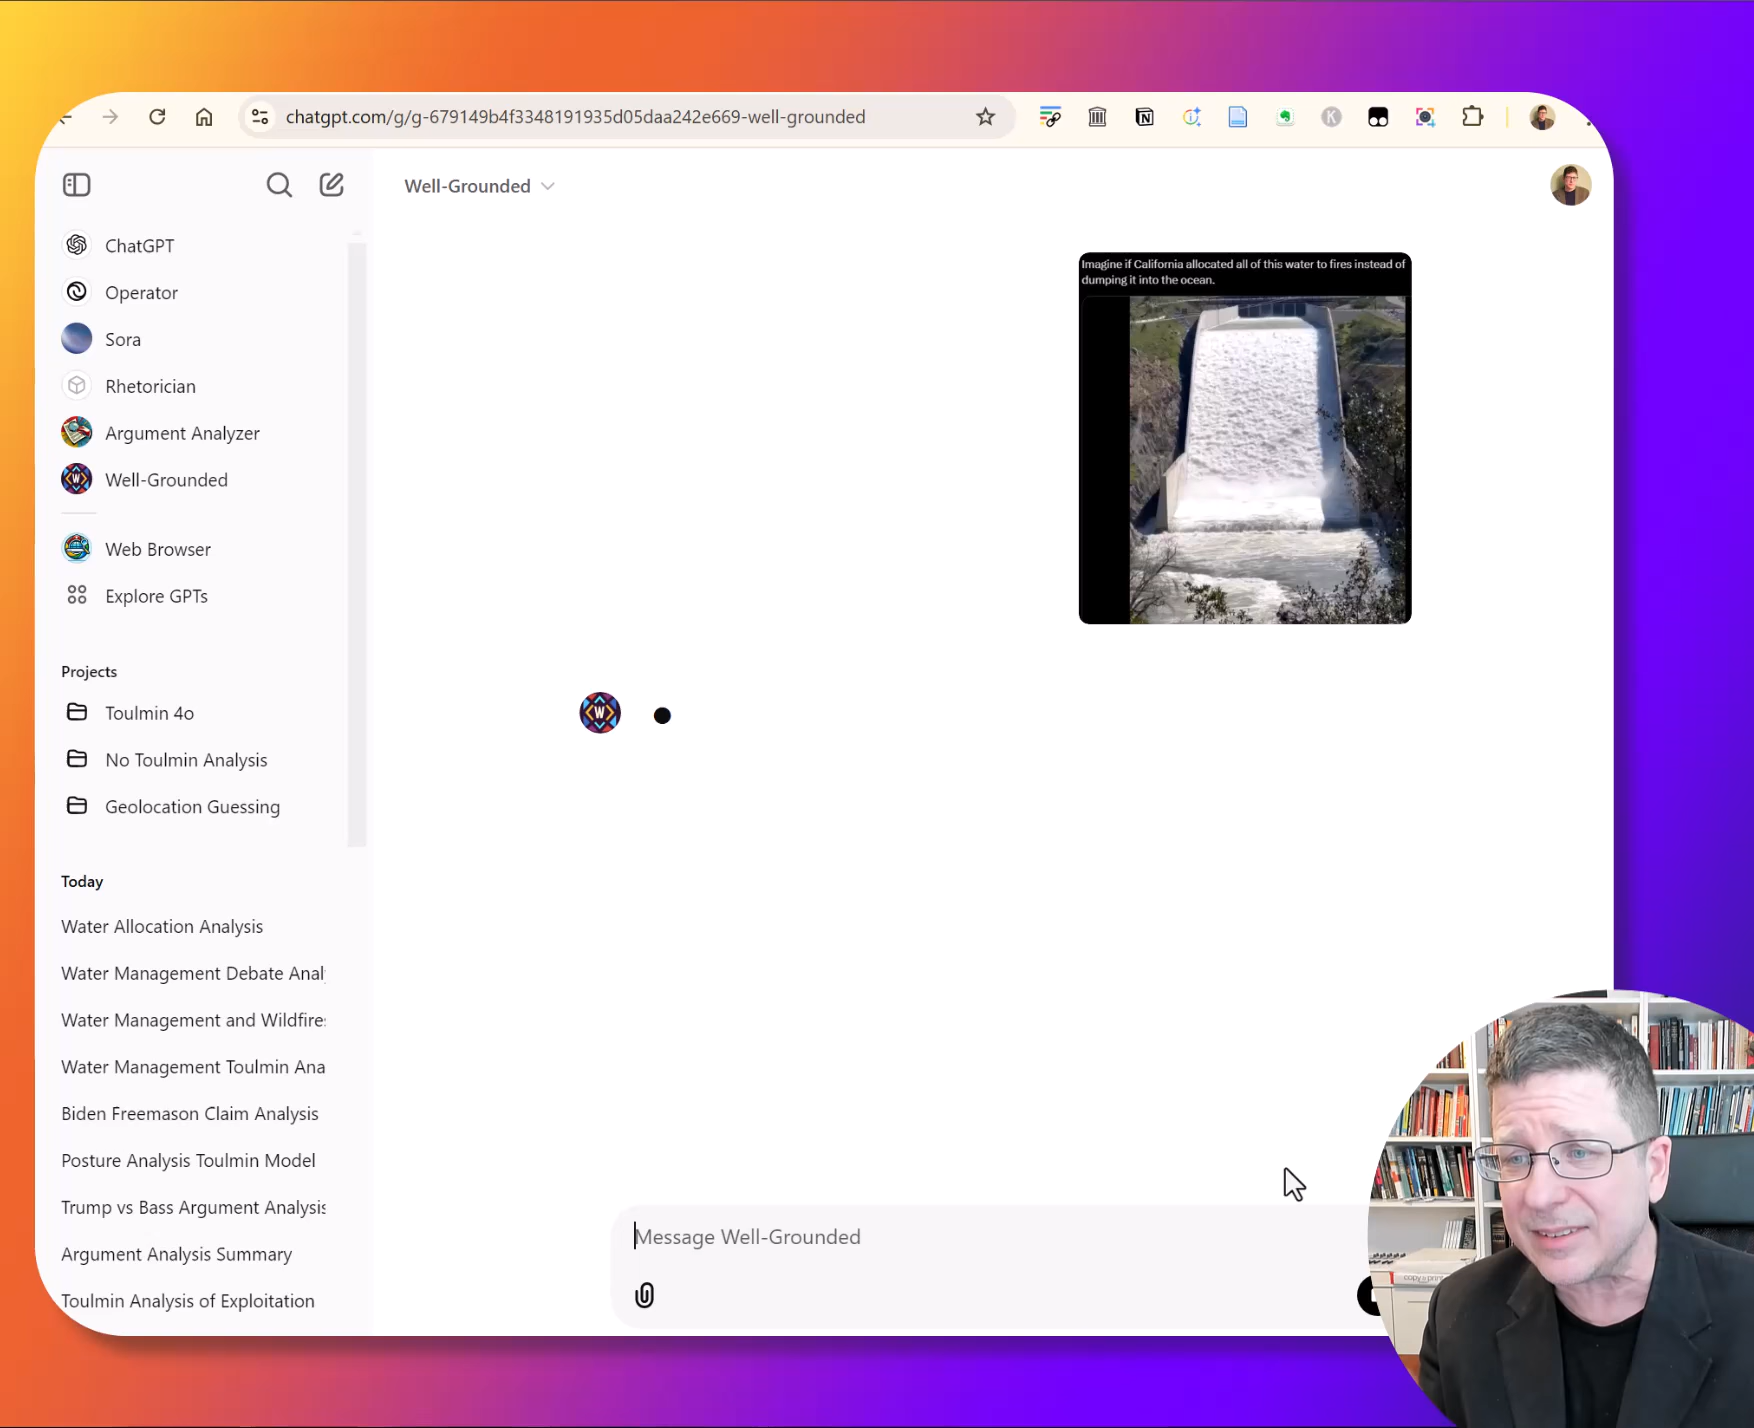 chatgpt.com/g/g-679149b4f3348191935d05daa242e669-well-grounded
Well-Grounded
ChatGPT
Operator
Sora
Rhetorician
Argument Analyzer
Well-Grounded
Web Browser
Explore GPTs
Projects
Toulmin 4o
No Toulmin Analysis
Geolocation Guessing
Today
Water Allocation Analysis
Water Management Debate Anal
Water Management and Wildfire
Water Management Toulmin Ana
Biden Freemason Claim Analysis
Posture Analysis Toulmin Model
Trump vs Bass Argument Analysis
Argument Analysis Summary
Toulmin Analysis of Exploitation
Imagine if California allocated all of this water to fires instead of
dumping it into the ocean.
W
Message Well-Grounded
copy & print